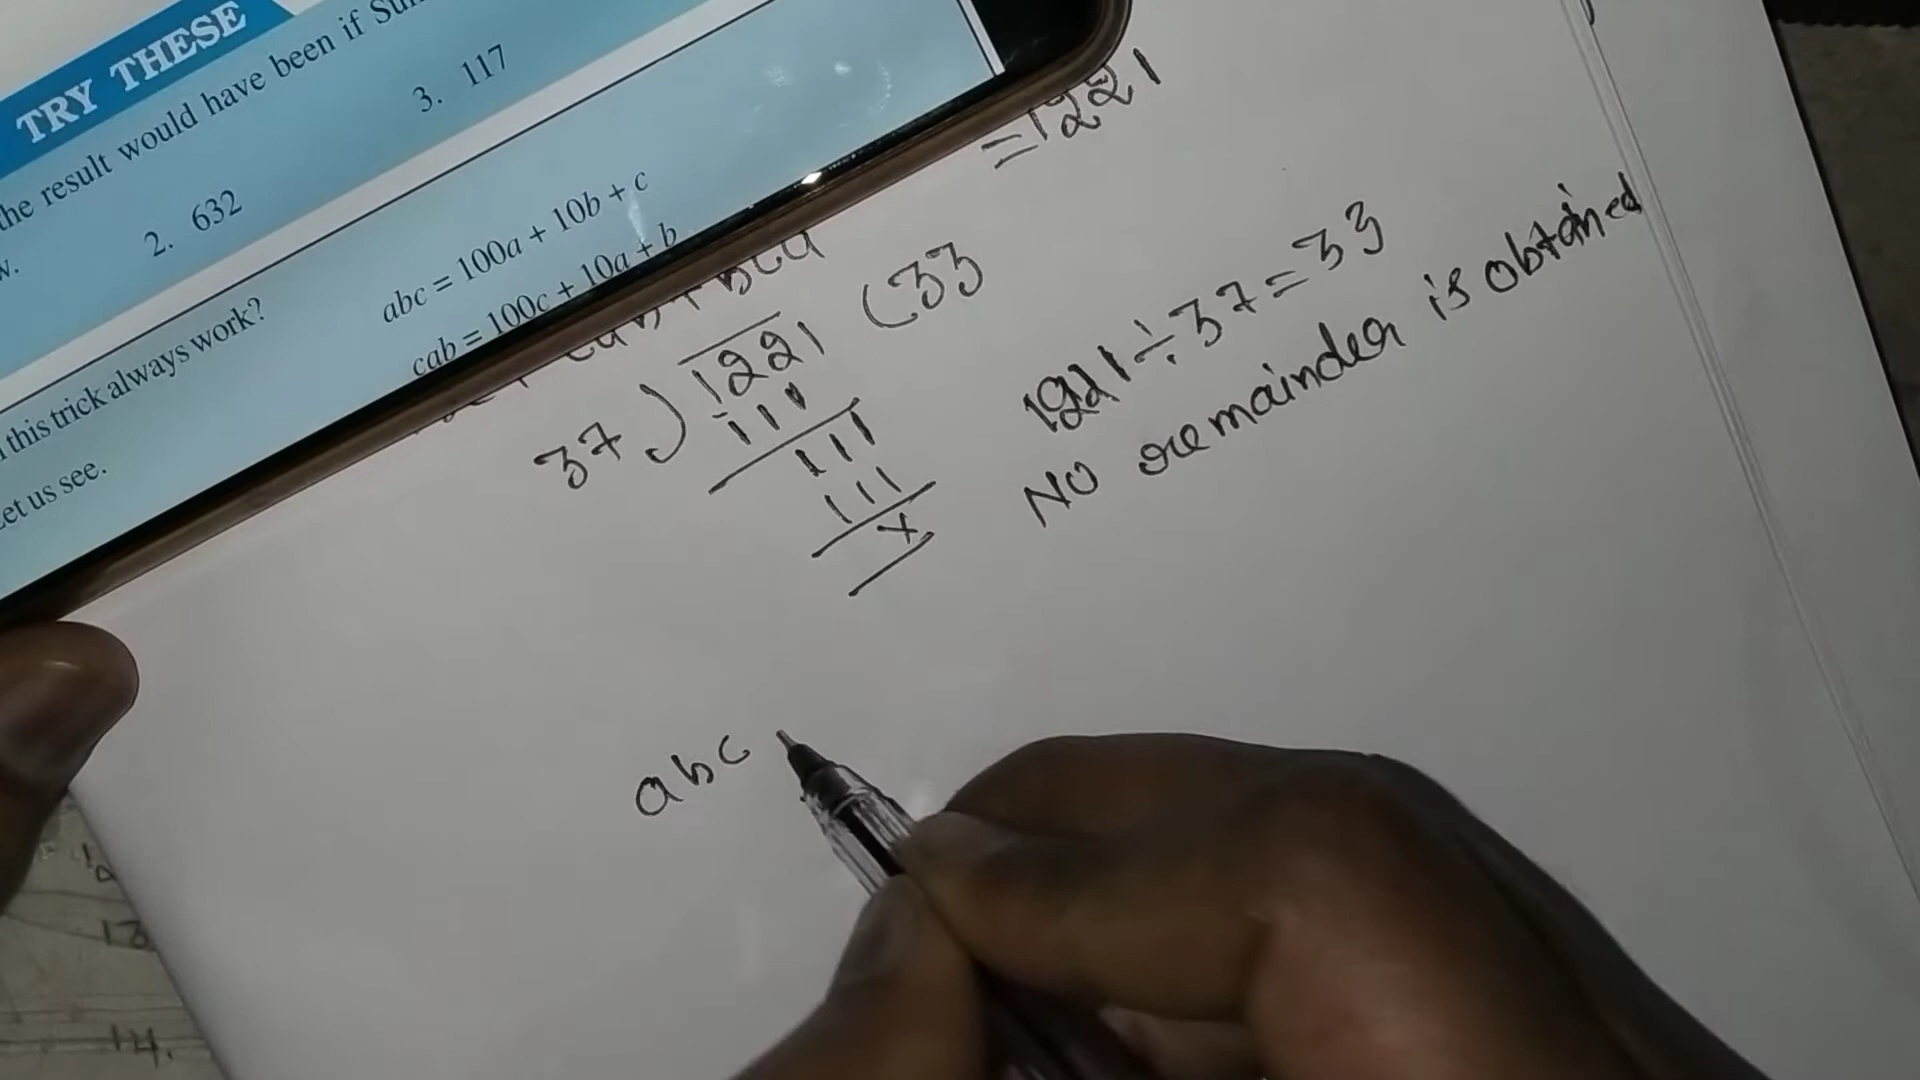 TRY THESE
the result would have been if
2. 632
3. 117
this trick always work?
abc = 100a + 10b + c
cab = 100c + 10a + b
Let us see.
= 1221
37 ) 1221 ( 33
111
111
111
x
1221 ÷ 37 = 33
No remainder is obtained
abc
14.